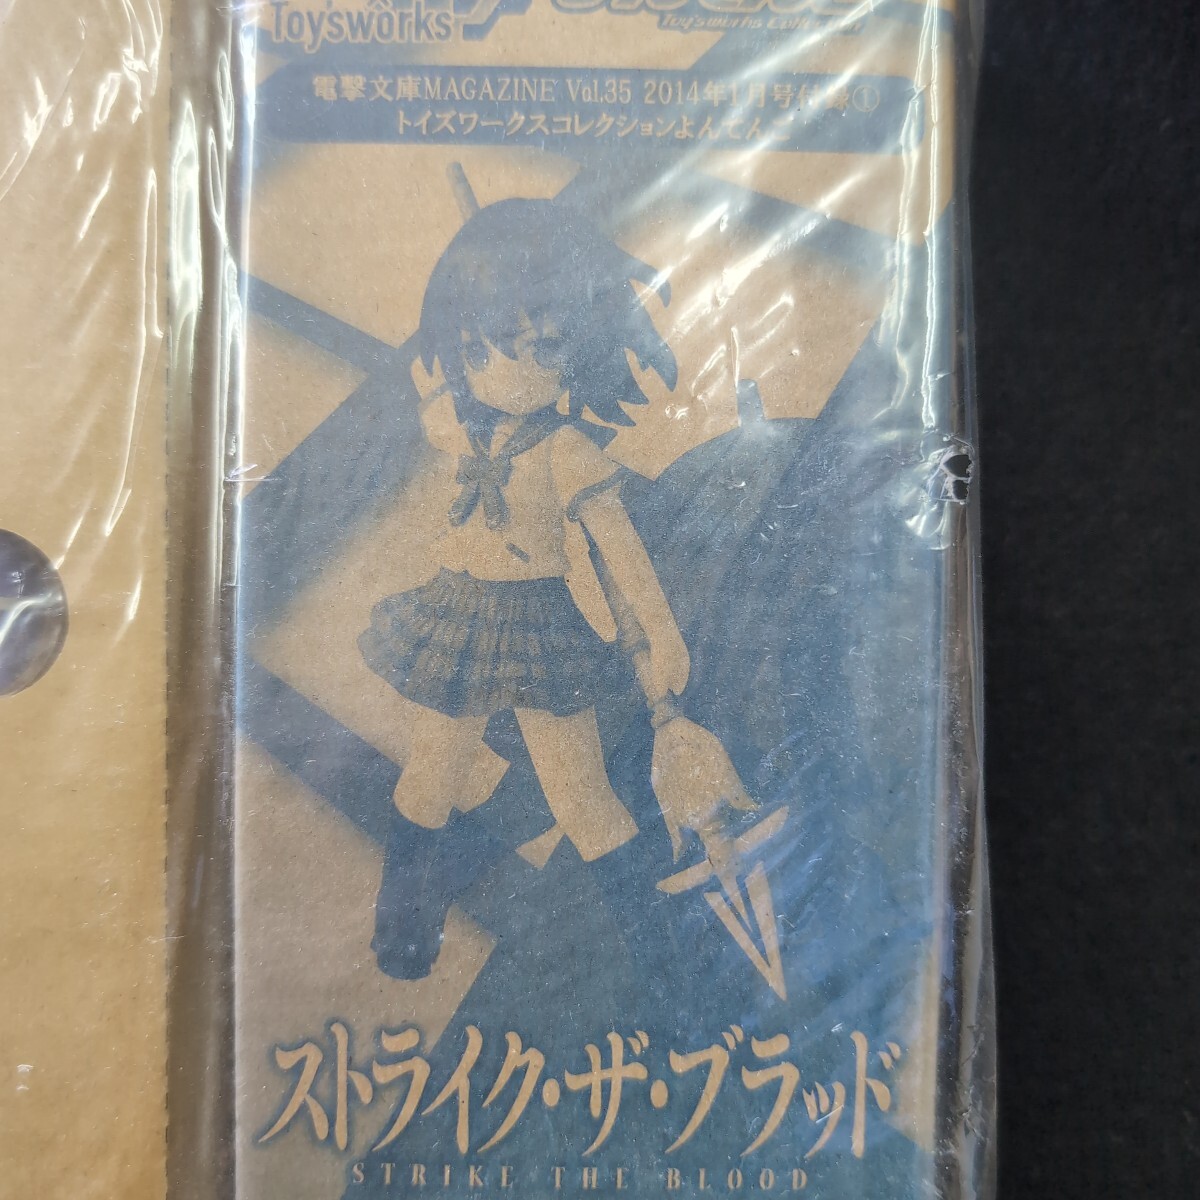 Toysworks
Toysworks Collection
電撃文庫MAGAZINE Vol.35 2014年1月号付録①
トイズワークスコレクションよんてんご
ストライク・ザ・ブラッド
STRIKE THE BLOOD